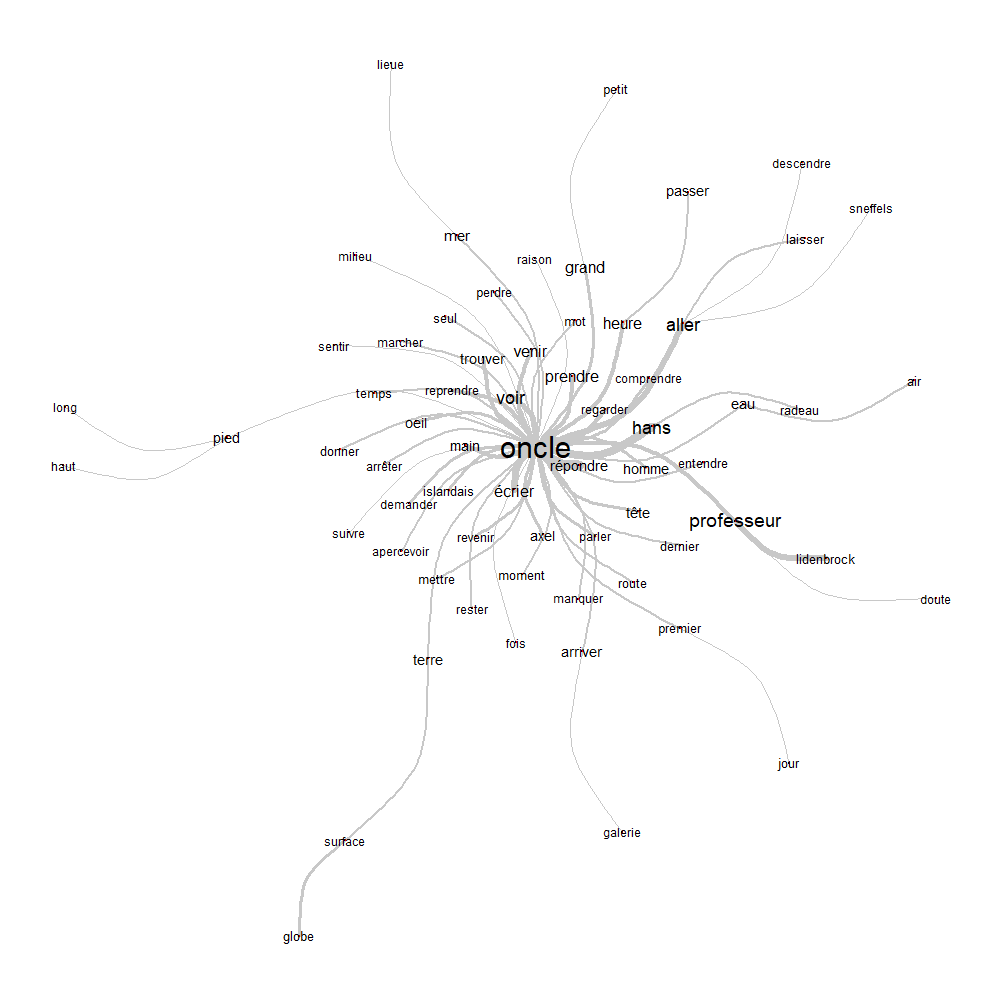 lieue
petit
descendre
passer
sneffels
mer
laisser
milieu
raison
grand
perdre
seul
mot
heure
aller
sentir
marcher
venir
trouver
prendre
comprendre
air
temps
reprendre
voir
long
regarder
eau
radeau
oeil
hans
pied
donner
main
oncle
entendre
haut
arrêter
répondre
homme
islandais
écrier
demander
tête
professeur
suivre
revenir
axel
parler
dernier
apercevoir
lidenbrock
mettre
moment
route
rester
manquer
doute
fois
premier
terre
arriver
jour
surface
galerie
globe